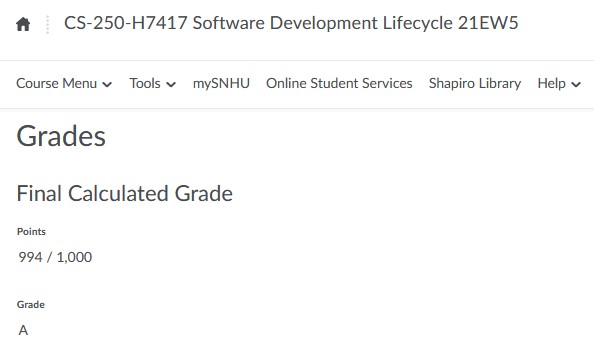 CS-250-H7417 Software Development Lifecycle 21EW5
Course Menu Tools mySNHU Online Student Services Shapiro Library Help
Grades
Final Calculated Grade
Points
994 / 1,000
Grade
A